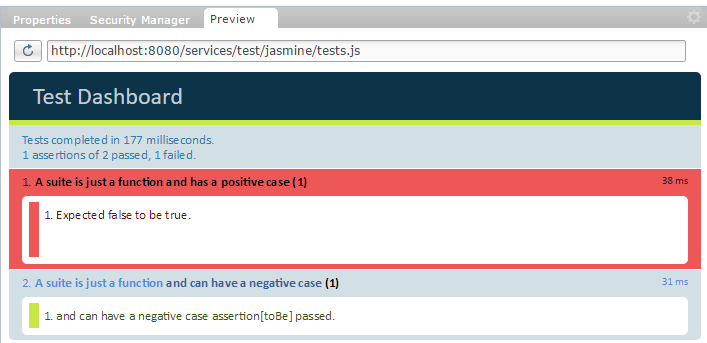 Properties Security Manager Preview
http://localhost:8080/services/test/jasmine/tests.js
Test Dashboard
Tests completed in 177 milliseconds.
1 assertions of 2 passed, 1 failed.
1. A suite is just a function and has a positive case (1) 38 ms
1. Expected false to be true.
2. A suite is just a function and can have a negative case (1) 31 ms
1. and can have a negative case assertion[toBe] passed.